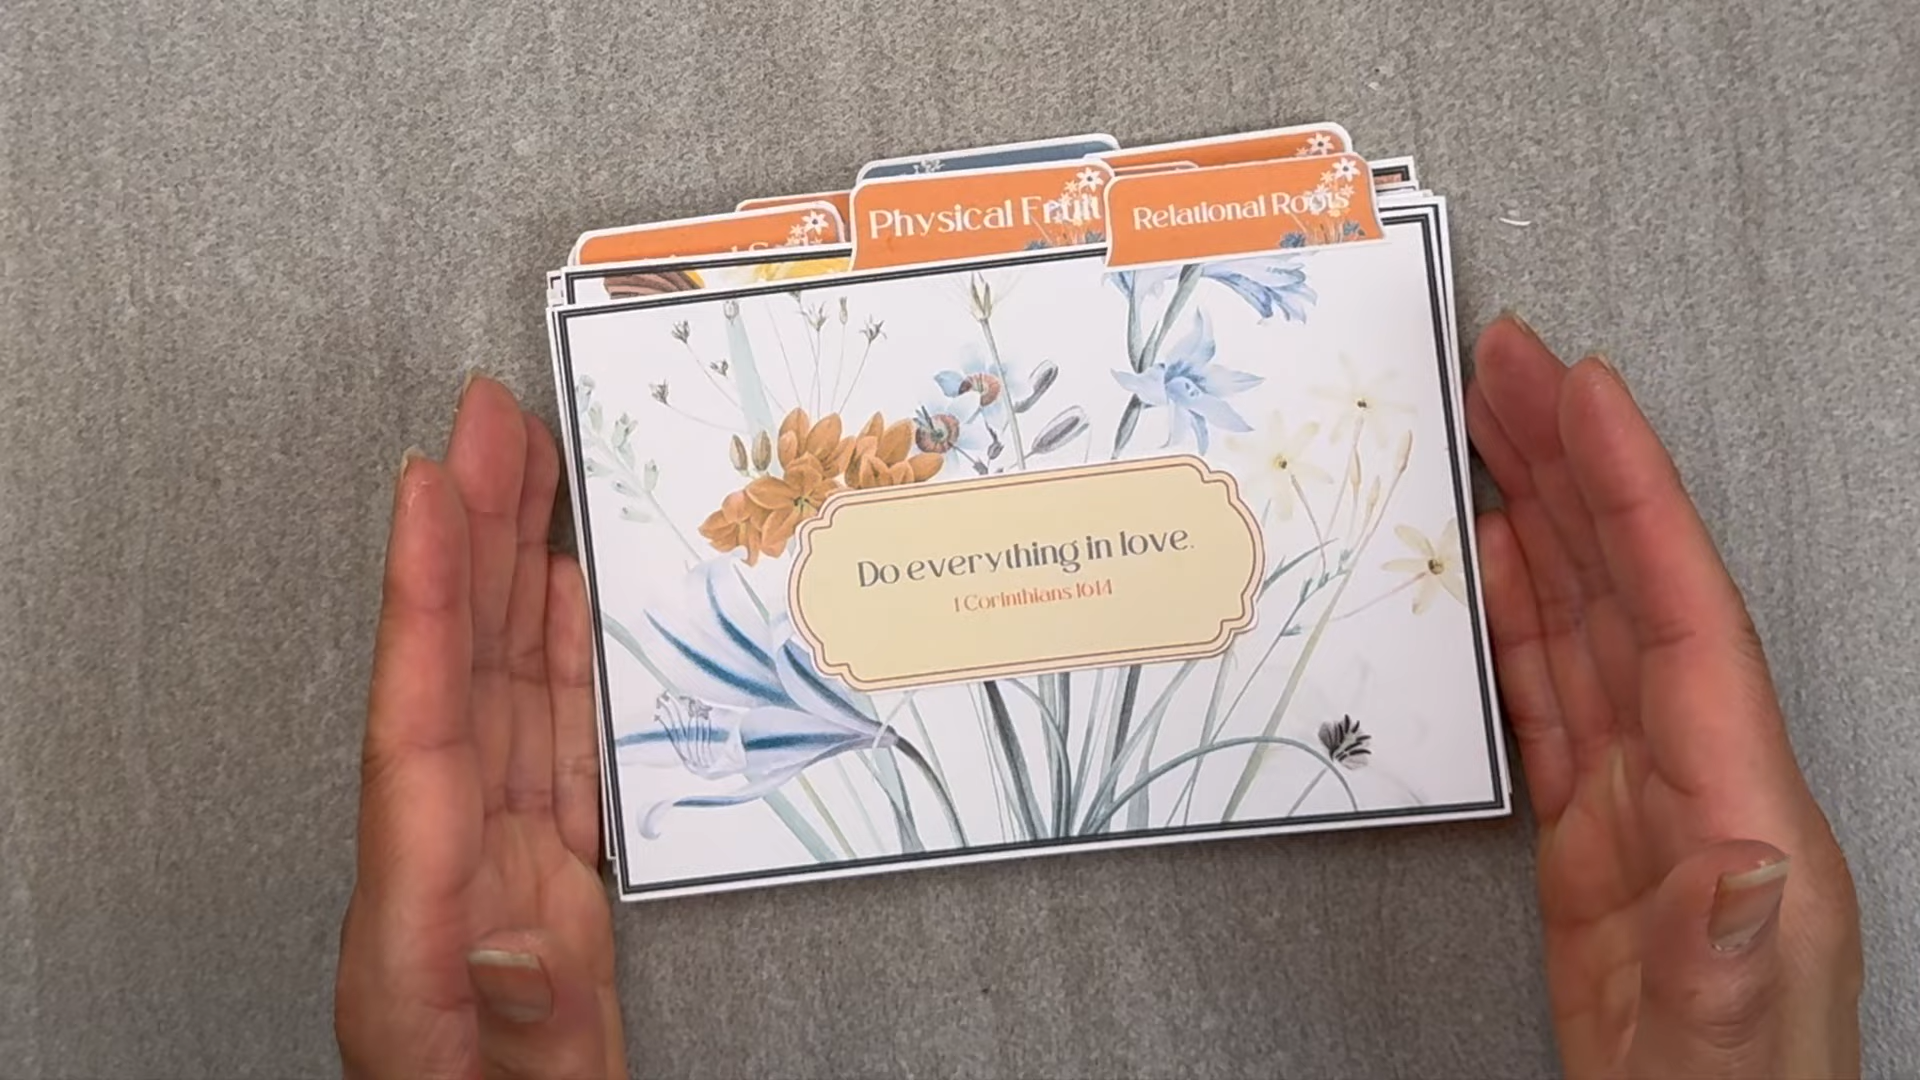 Physical Fruit
Relational Roots
Do everything in love.
1 Corinthians 16:14